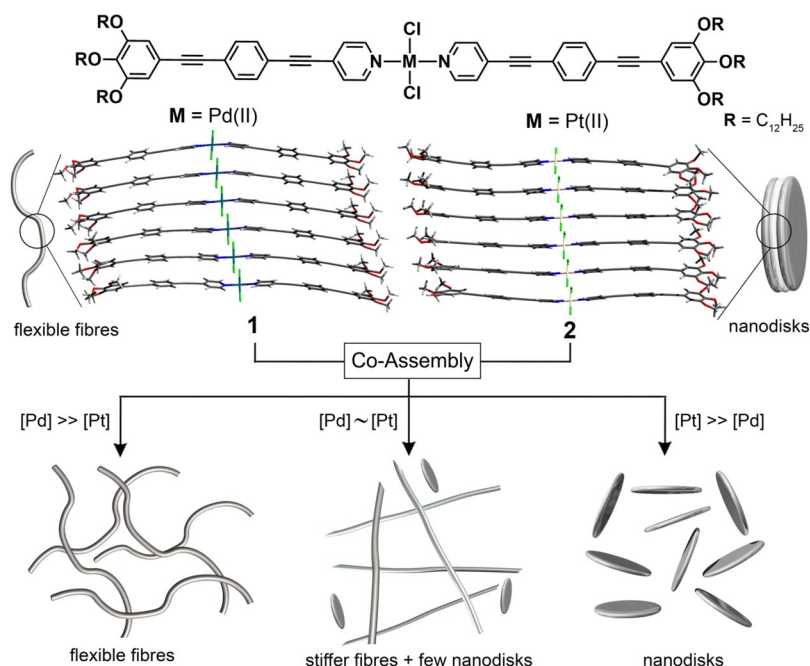 RO
RO
RO
Cl
N
M
N
Cl
OR
OR
OR
M = Pd(II)
M = Pt(II)
R = C₁₂H₂₅
flexible fibres
1
2
nanodisks
Co-Assembly
[Pd] >> [Pt]
[Pd] ~ [Pt]
[Pt] >> [Pd]
flexible fibres
stiffer fibres + few nanodisks
nanodisks